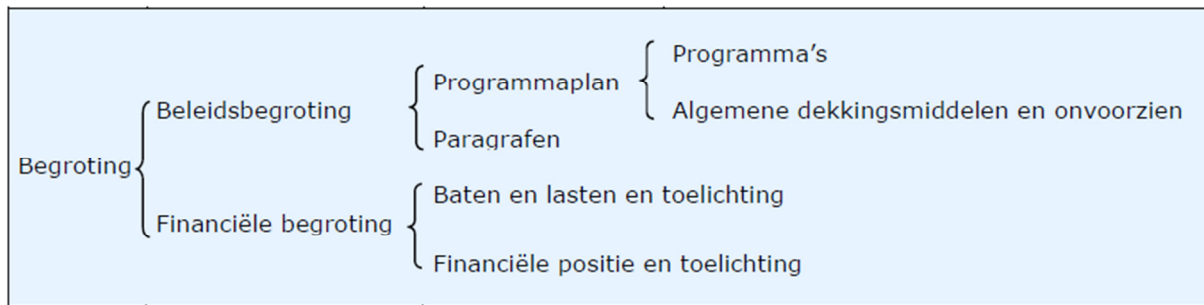 Programma's
Programmaplan
Algemene dekkingsmiddelen en onvoorzien
Beleidsbegroting
Paragrafen
Begroting
Baten en lasten en toelichting
Financiële begroting
Financiële positie en toelichting